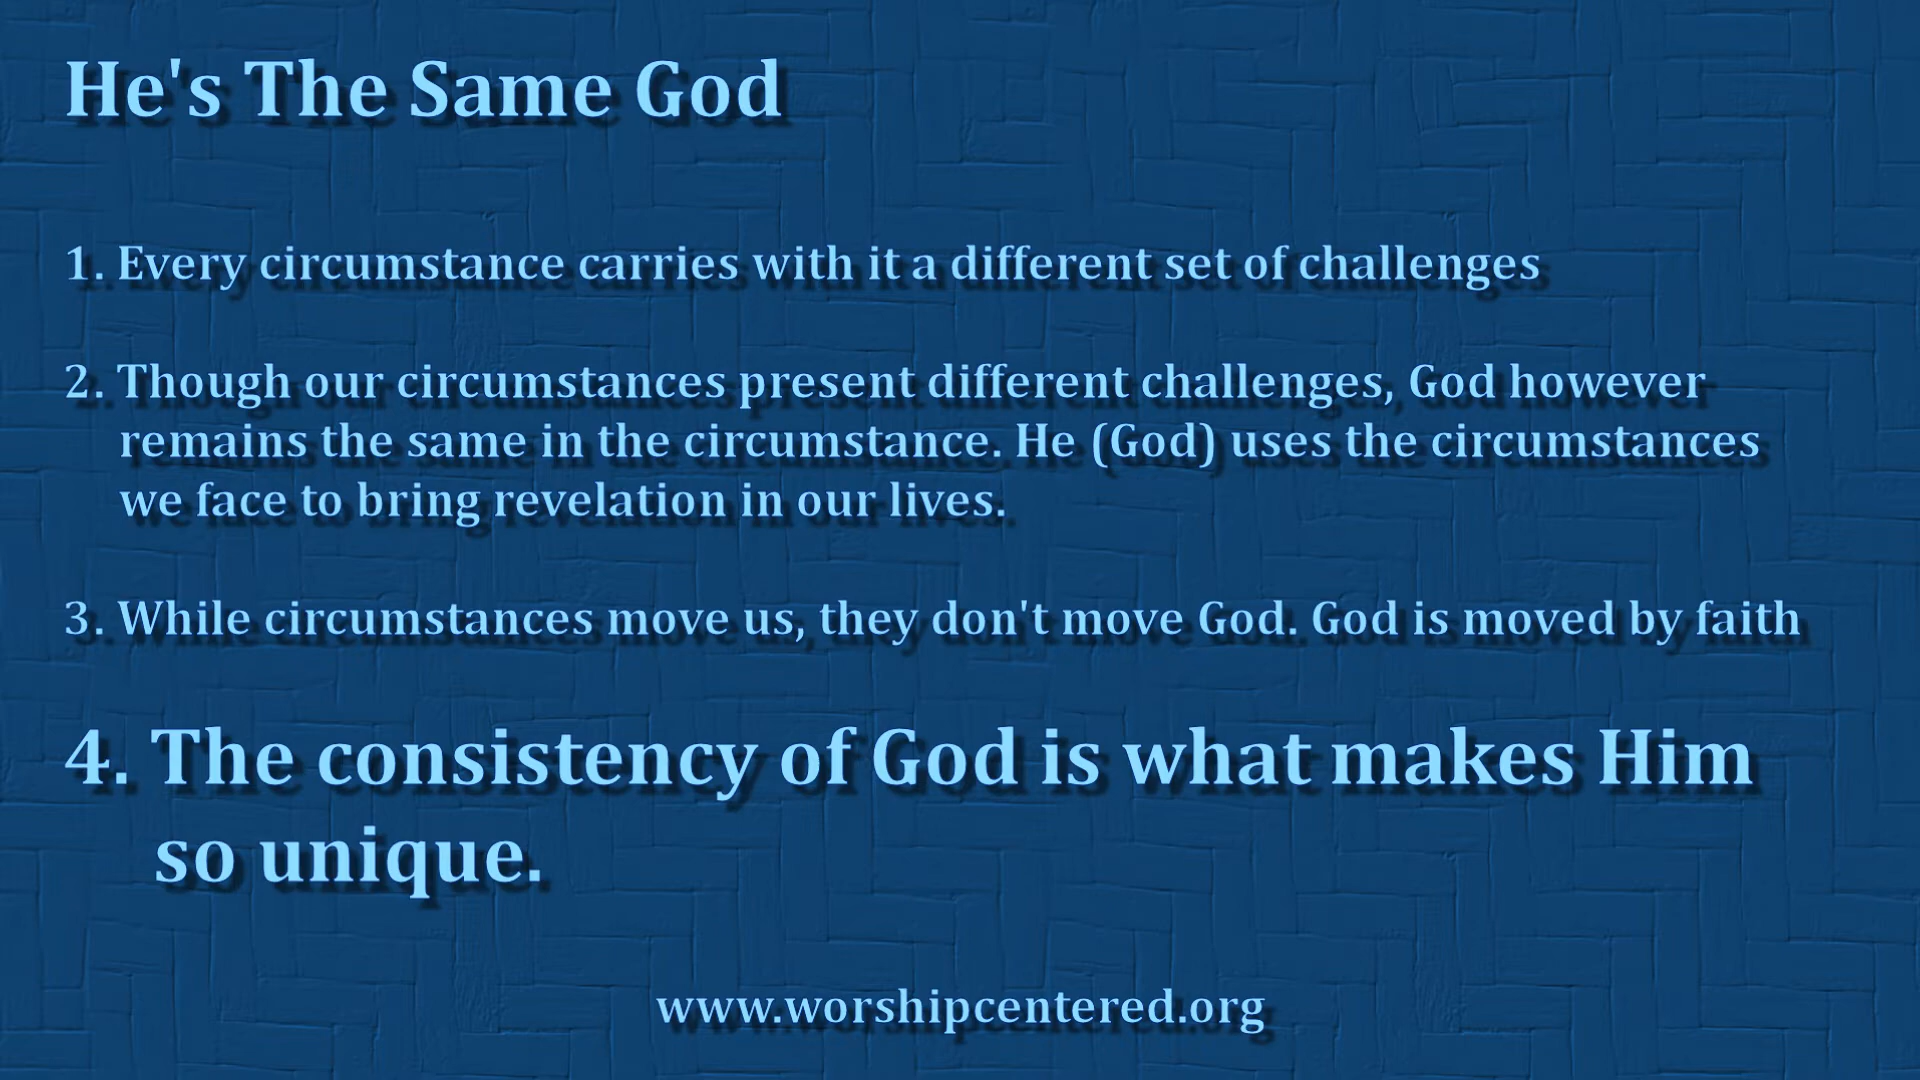 He's The Same God
1. Every circumstance carries with it a different set of challenges
2. Though our circumstances present different challenges, God however
remains the same in the circumstance. He (God) uses the circumstances
we face to bring revelation in our lives.
3. While circumstances move us, they don't move God. God is moved by faith
4. The consistency of God is what makes Him
so unique.
www.worshipcentered.org